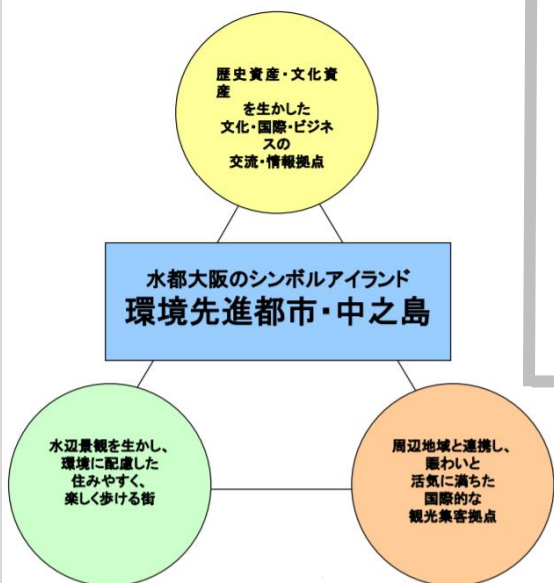 歴史資産・文化資
産
を生かした
文化・国際・ビジネ
スの
交流・情報拠点
水都大阪のシンボルアイランド
環境先進都市・中之島
水辺景観を生かし、
環境に配慮した
住みやすく、
楽しく歩ける街
周辺地域と連携し、
賑わいと
活気に満ちた
国際的な
観光集客拠点